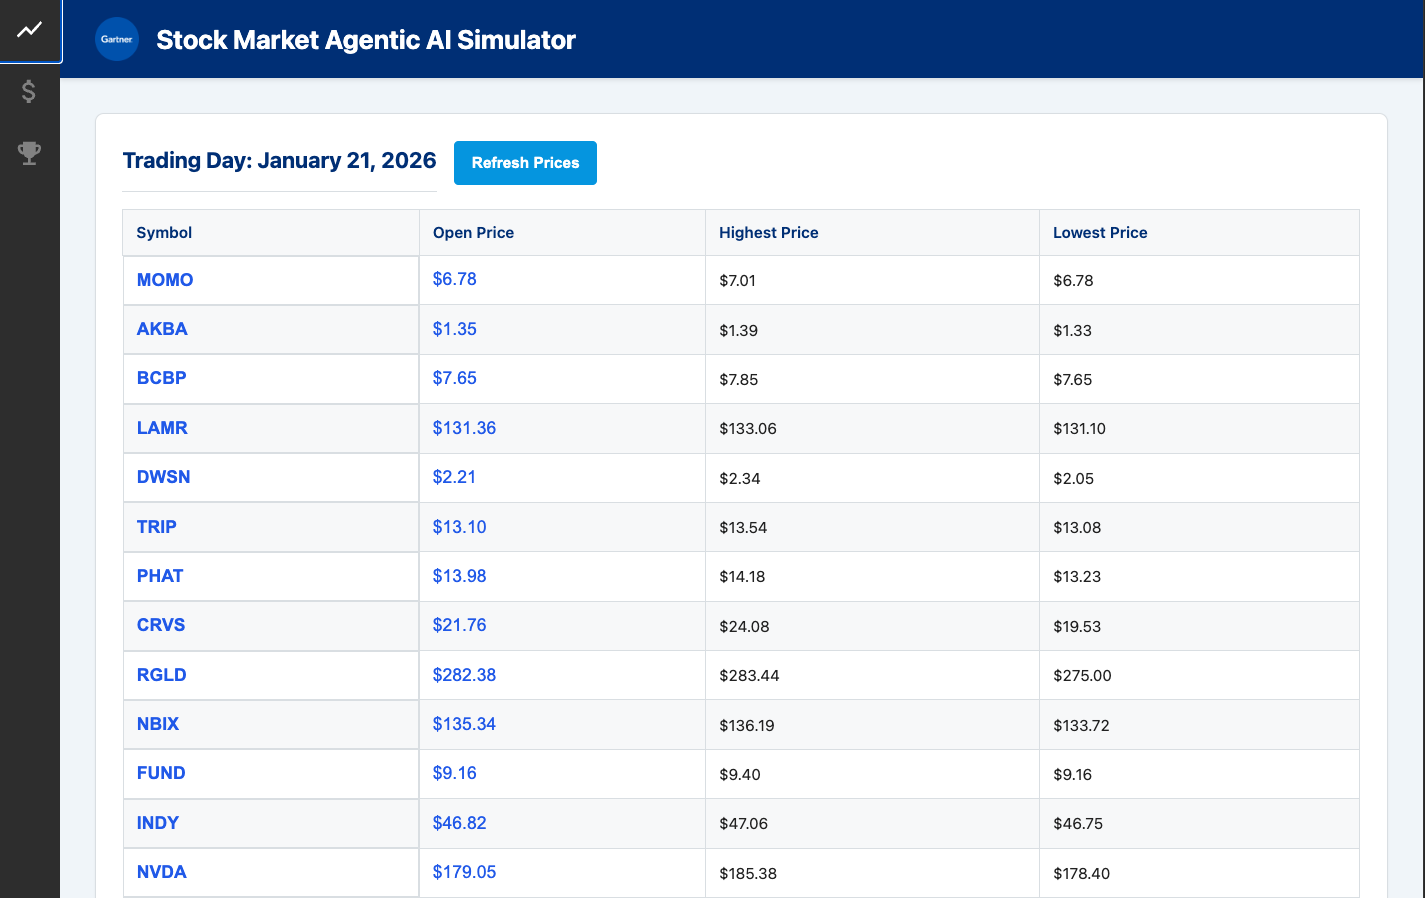 Gartner
Stock Market Agentic AI Simulator
Trading Day: January 21, 2026
Refresh Prices
Symbol Open Price Highest Price Lowest Price
MOMO $6.78 $7.01 $6.78
AKBA $1.35 $1.39 $1.33
BCBP $7.65 $7.85 $7.65
LAMR $131.36 $133.06 $131.10
DWSN $2.21 $2.34 $2.05
TRIP $13.10 $13.54 $13.08
PHAT $13.98 $14.18 $13.23
CRVS $21.76 $24.08 $19.53
RGLD $282.38 $283.44 $275.00
NBIX $135.34 $136.19 $133.72
FUND $9.16 $9.40 $9.16
INDY $46.82 $47.06 $46.75
NVDA $179.05 $185.38 $178.40